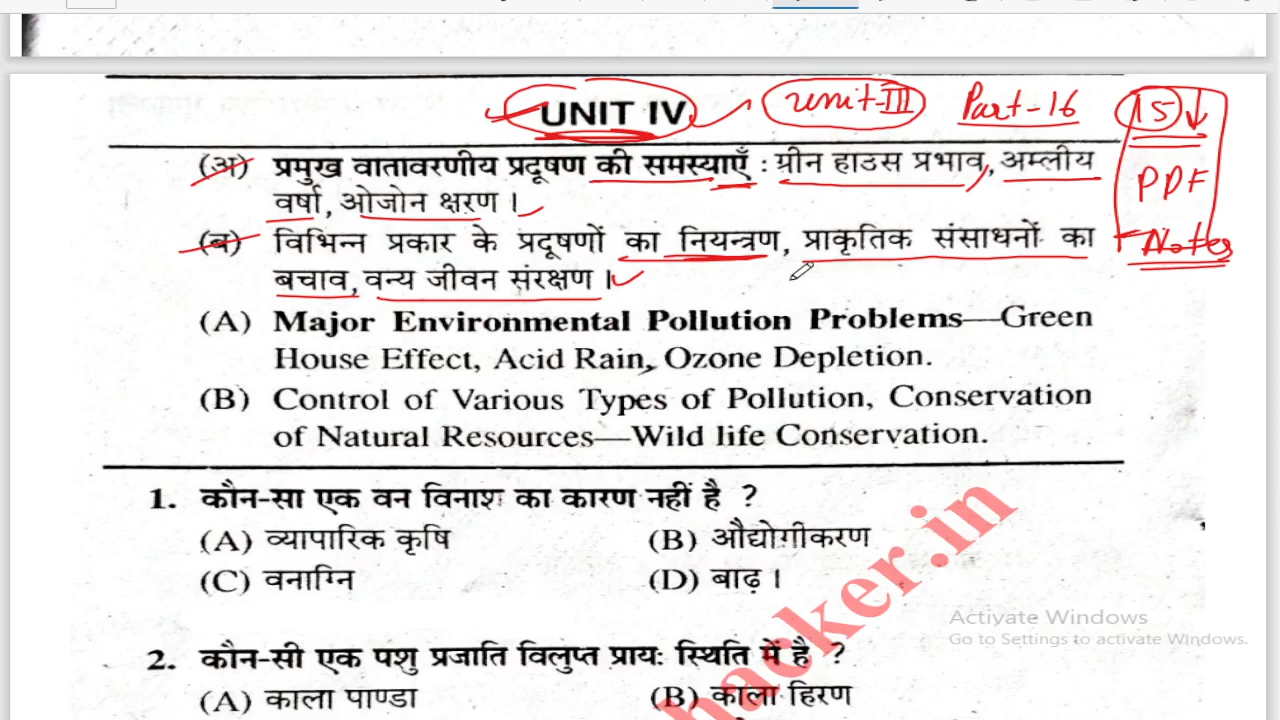 UNIT IV Unit-III Part-16 15
(अ) प्रमुख वातावरणीय प्रदूषण की समस्याएँ : ग्रीन हाउस प्रभाव, अम्लीय
वर्षा, ओजोन क्षरण ।
PDF
(ब) विभिन्न प्रकार के प्रदूषणों का नियन्त्रण, प्राकृतिक संसाधनों का
Notes
बचाव, वन्य जीवन संरक्षण ।
(A) Major Environmental Pollution Problems—Green
House Effect, Acid Rain, Ozone Depletion.
(B) Control of Various Types of Pollution, Conservation
of Natural Resources—Wild life Conservation.
1. कौन-सा एक वन विनाश का कारण नहीं है ?
(A) व्यापारिक कृषि (B) औद्योगीकरण
(C) वनाग्नि (D) बाढ़ ।
hacker.in
Activate Windows
Go to Settings to activate Windows.
2. कौन-सी एक पशु प्रजाति विलुप्त प्रायः स्थिति में है ?
(A) काला पाण्डा (B) काला हिरण